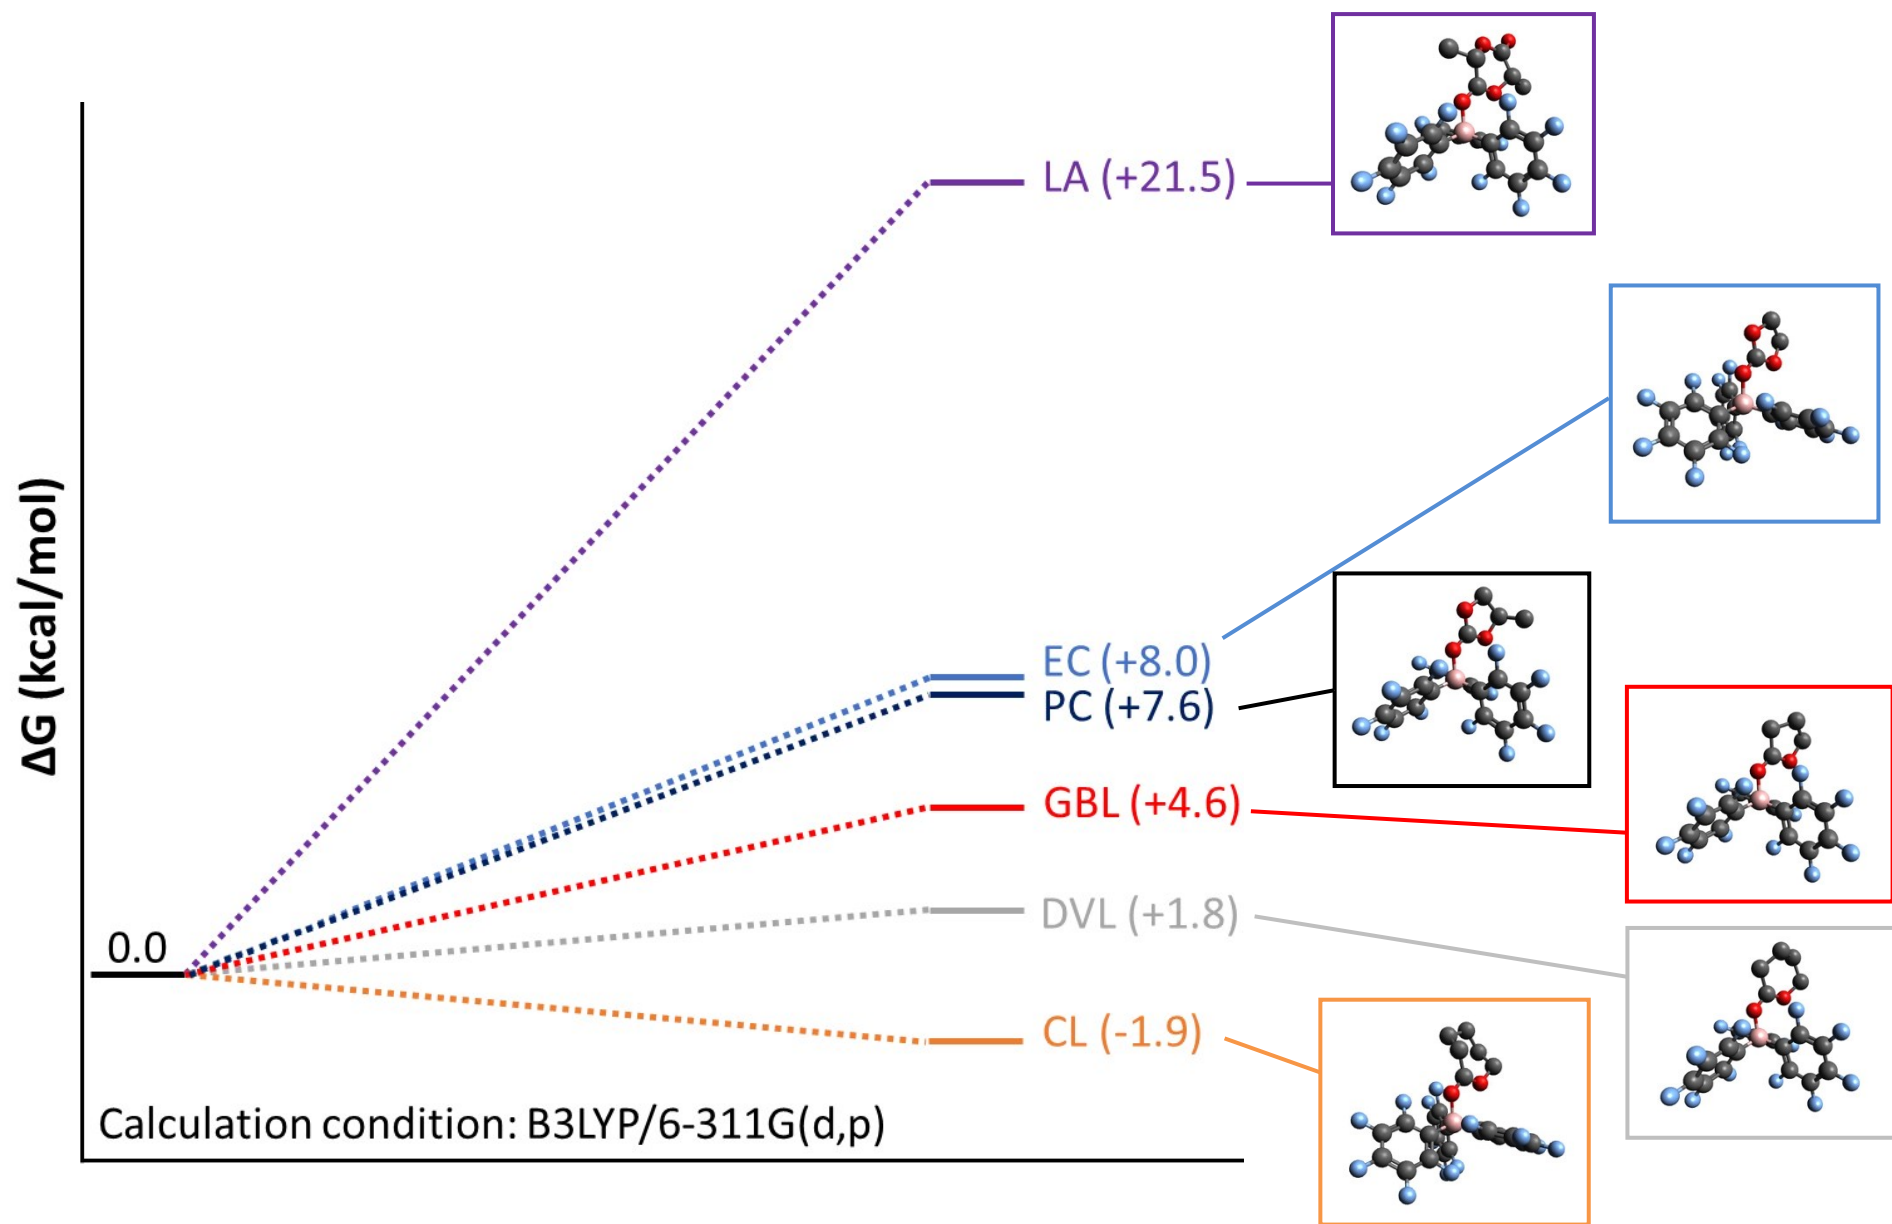 ΔG (kcal/mol)
LA (+21.5)
EC (+8.0)
PC (+7.6)
GBL (+4.6)
DVL (+1.8)
0.0
CL (-1.9)
Calculation condition: B3LYP/6-311G(d,p)